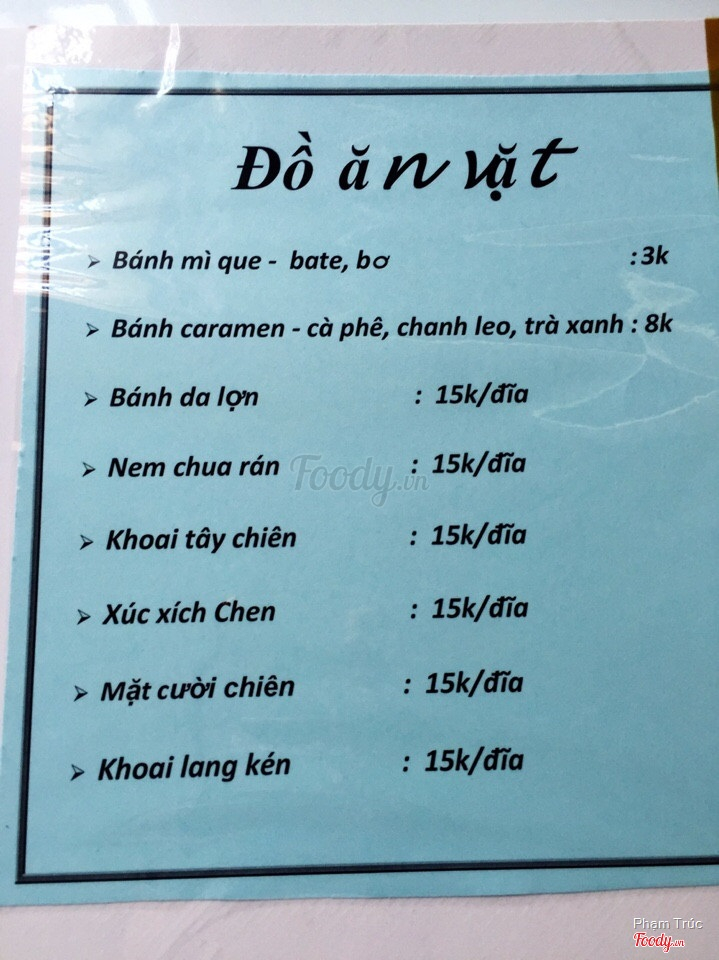 Đồ ăn vặt
Bánh mì que - bate, bơ : 3k
Bánh caramen - cà phê, chanh leo, trà xanh : 8k
Bánh da lợn : 15k/đĩa
Nem chua rán : 15k/đĩa
Foody.vn
Khoai tây chiên : 15k/đĩa
Xúc xích Chen : 15k/đĩa
Mặt cười chiên : 15k/đĩa
Khoai lang kén : 15k/đĩa
Phạm Trúc
Foody.vn